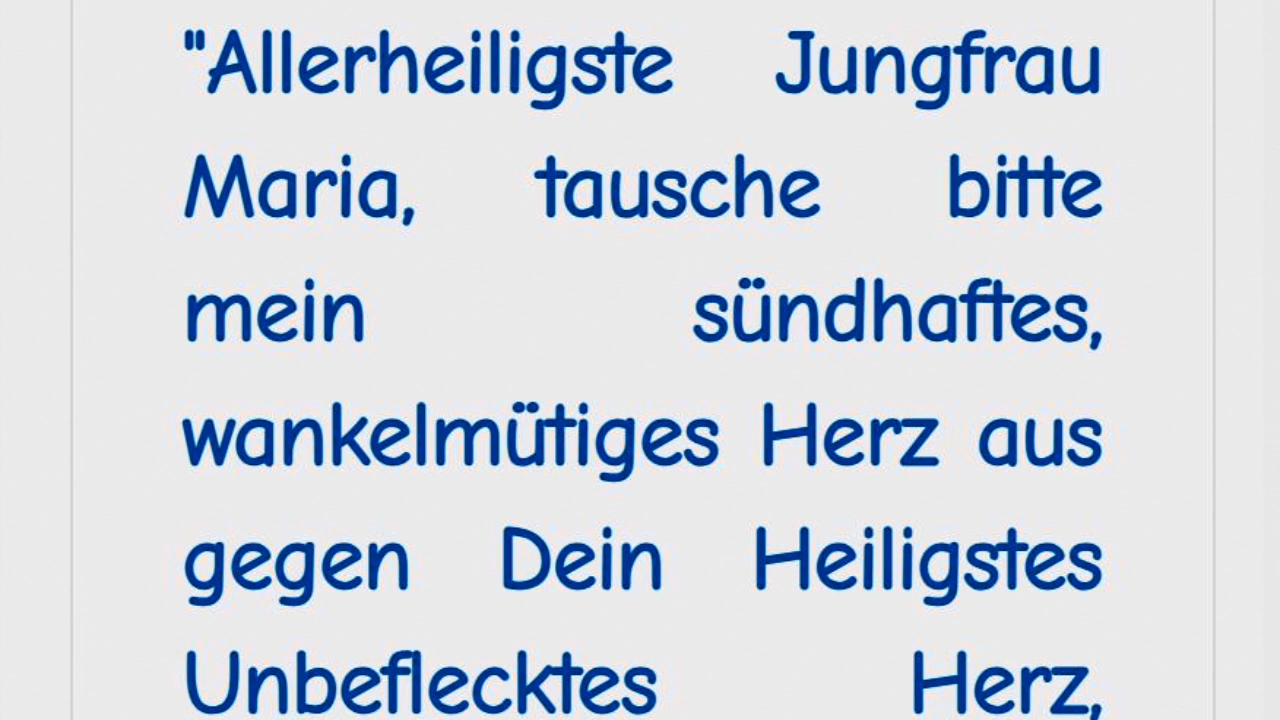 "Allerheiligste Jungfrau
Maria, tausche bitte
mein sündhaftes,
wankelmütiges Herz aus
gegen Dein Heiligstes
Unbeflecktes Herz,